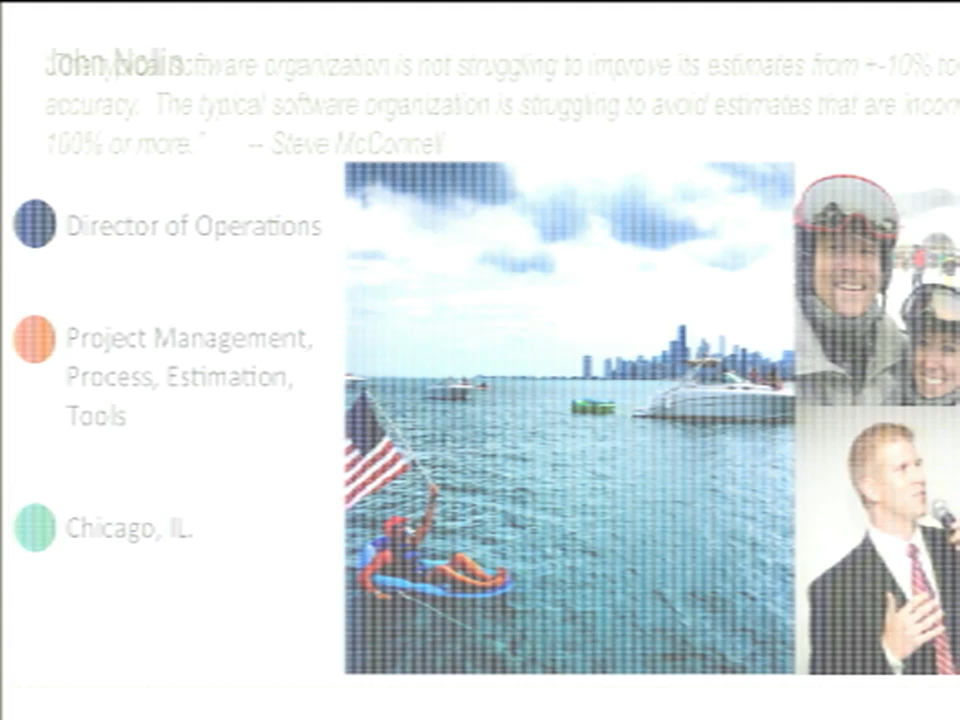 John Nolin
software organization is not struggling to improve its estimates from +-10%
accuracy. The typical software organization is struggling to avoid estimates that are
100% or more." -- Steve McConnell
Director of Operations
Project Management,
Process, Estimation,
Tools
Chicago, IL.